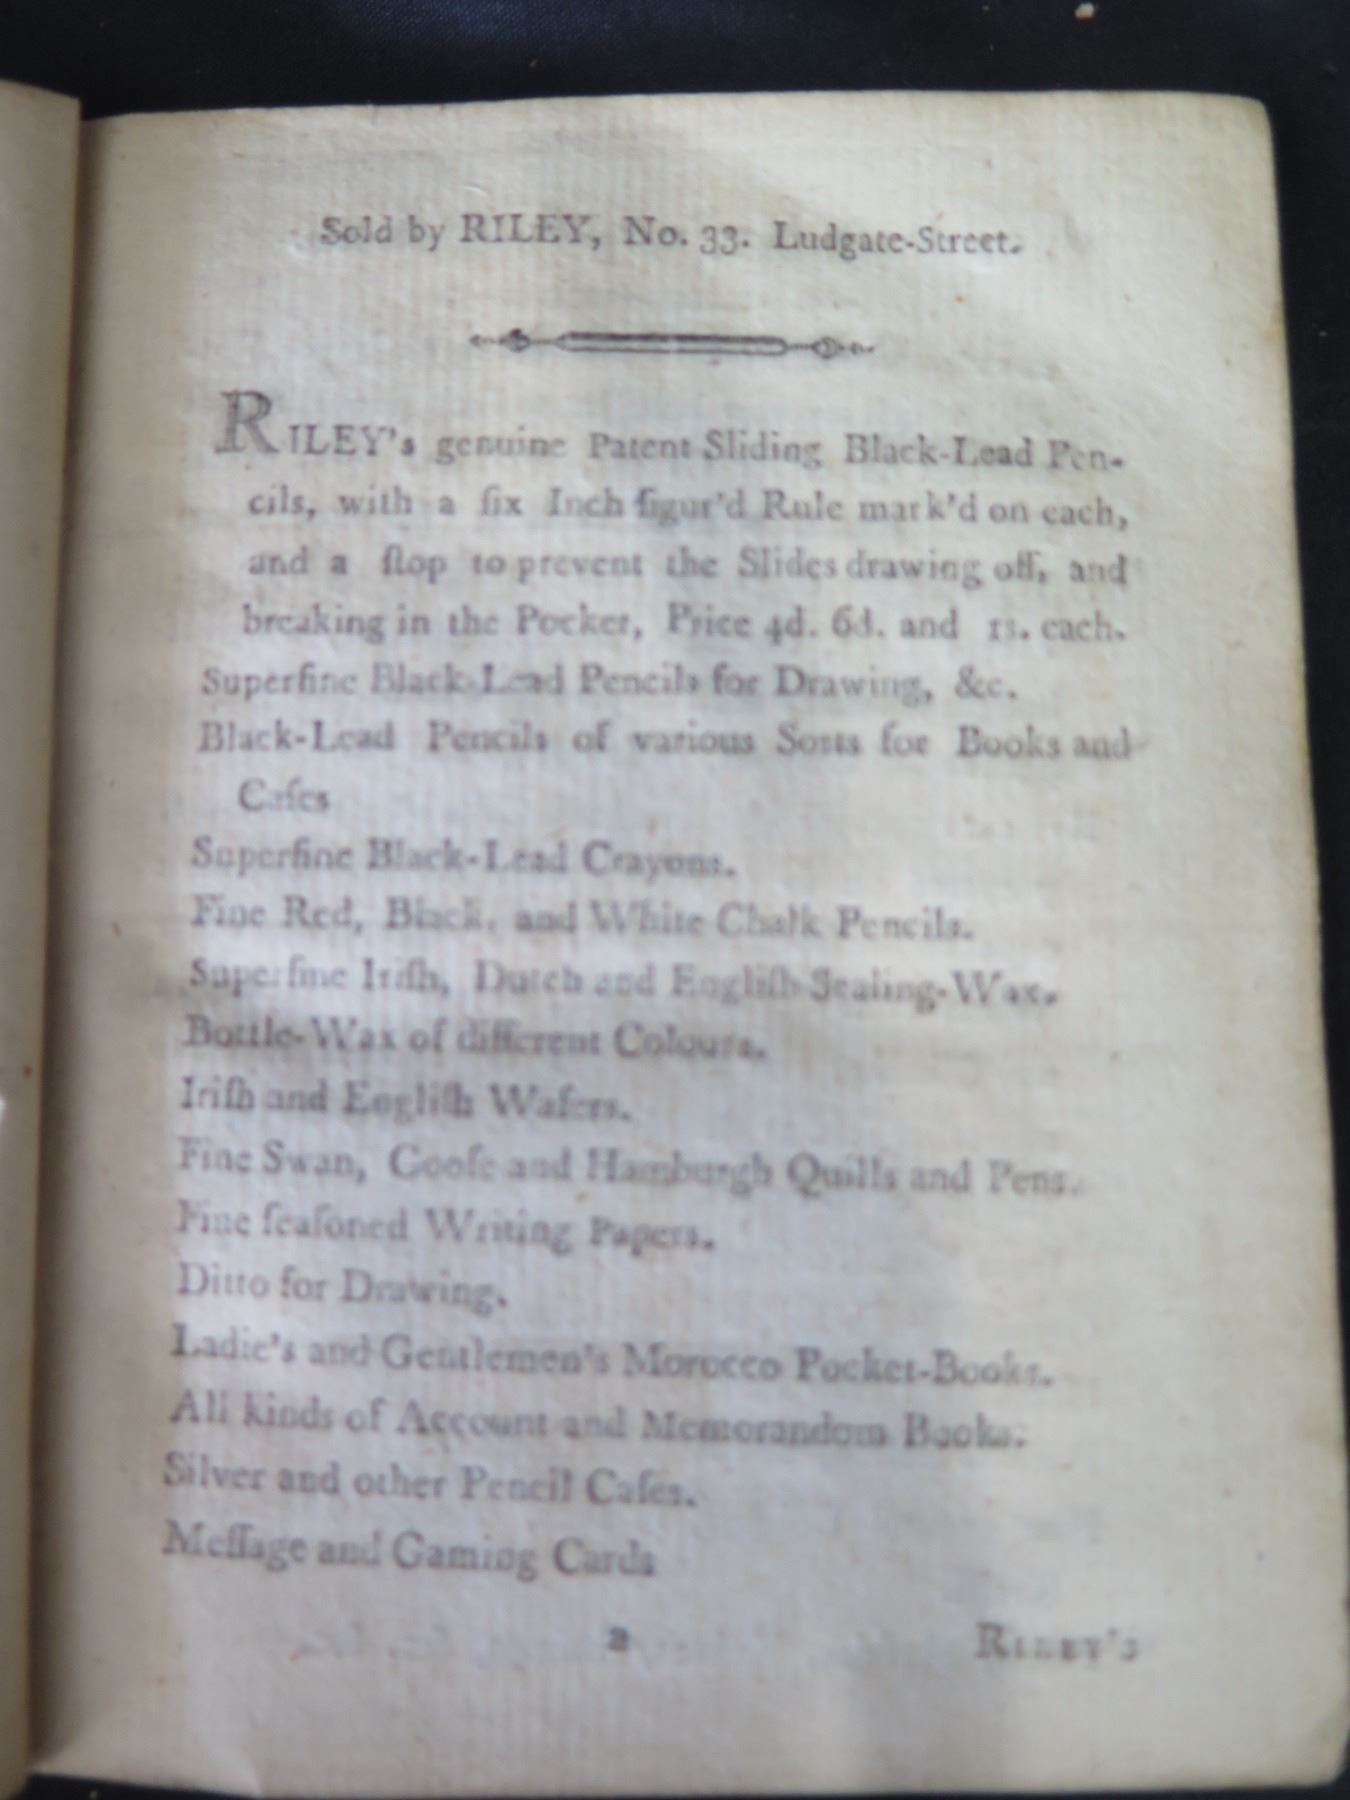 Sold by RILEY, No. 33. Ludgate-Street.
RILEY's genuine Patent Sliding Black-Lead Pen-
cils, with a ſix Inch figur'd Rule mark'd on each,
and a ſtop to prevent the Slides drawing off, and
breaking in the Pocket, Price 4d. 6d. and 1s. each.
Superfine Black-Lead Pencils for Drawing, &c.
Black-Lead Pencils of various Sorts for Books and
Caſes
Superfine Black-Lead Crayons.
Fine Red, Black, and White Chalk Pencils.
Superfine Iriſh, Dutch and Engliſh Sealing-Wax.
Bottle-Wax of different Colours.
Iriſh and Engliſh Wafers.
Fine Swan, Gooſe and Hamburgh Quills and Pens.
Fine ſeaſoned Writing Papers.
Ditto for Drawing.
Ladie's and Gentlemen's Morocco Pocket-Books.
All kinds of Account and Memorandom Books.
Silver and other Pencil Caſes.
Meſſage and Gaming Cards
2 RILEY's